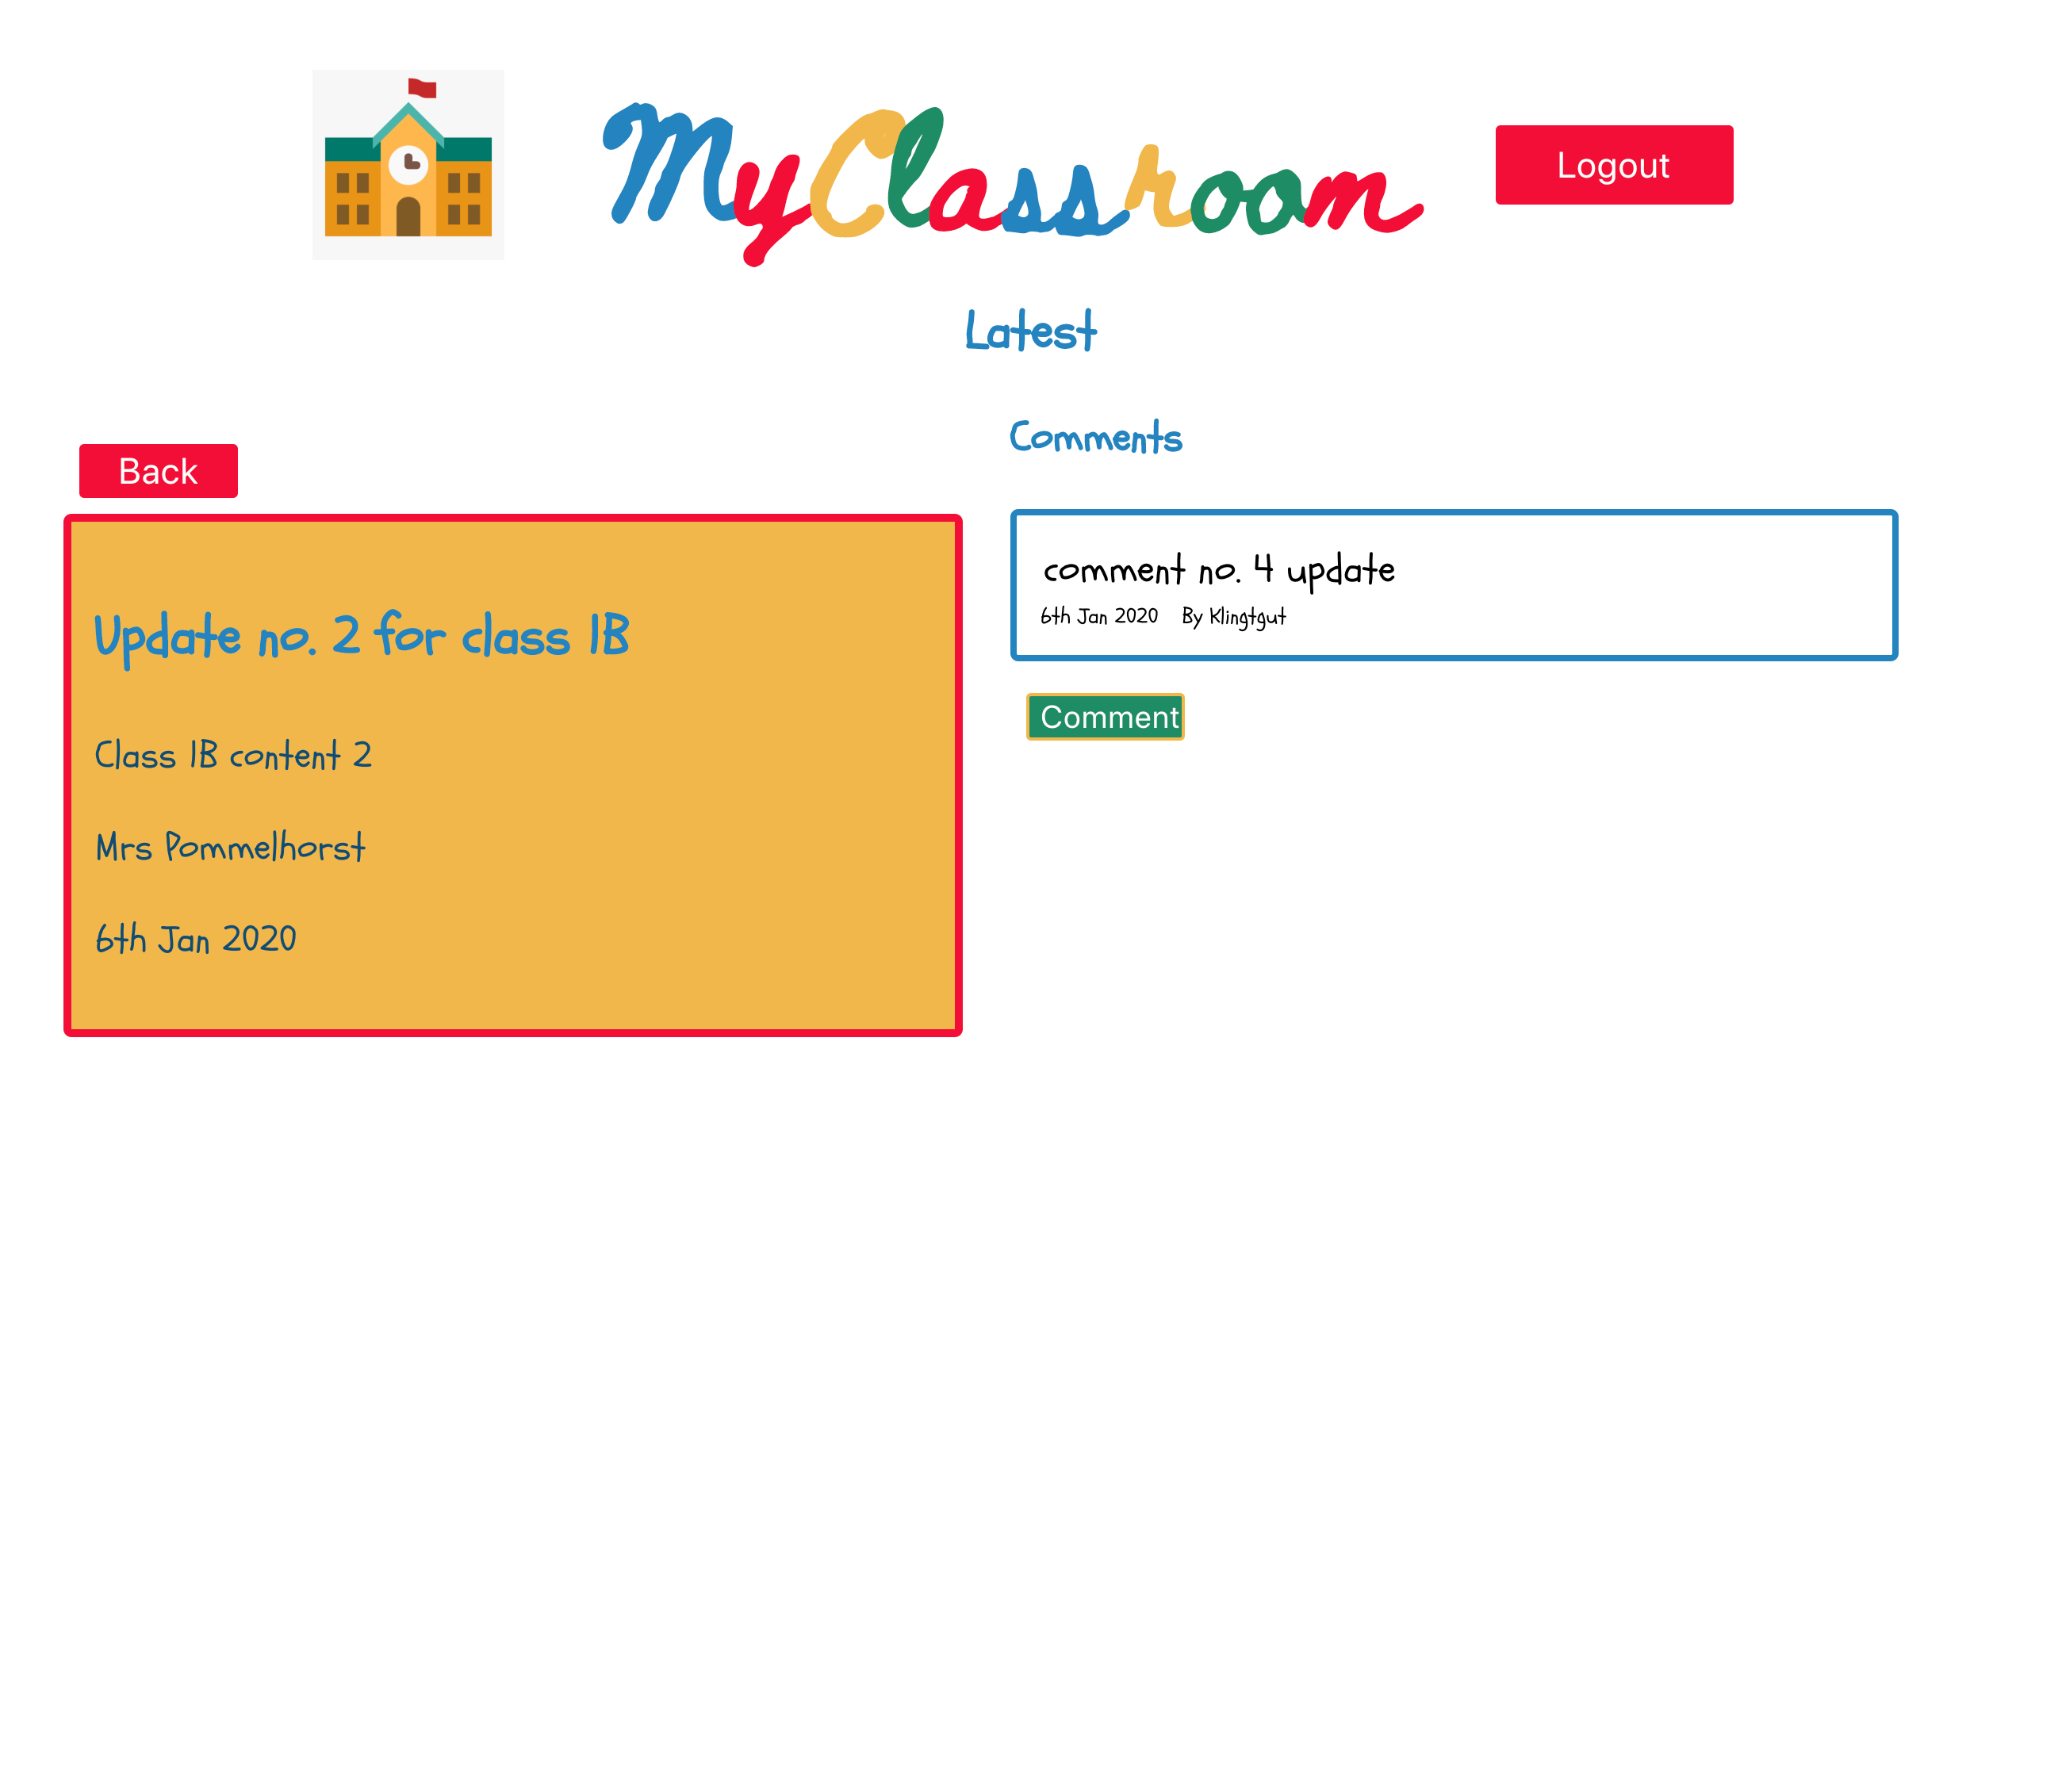 MyClassroom
Logout
Latest
Back
Update no. 2 for class 1B
Class 1B content 2
Mrs Pommelhorst
6th Jan 2020
Comments
comment no. 4 update
6th Jan 2020 By Klingtgut
Comment